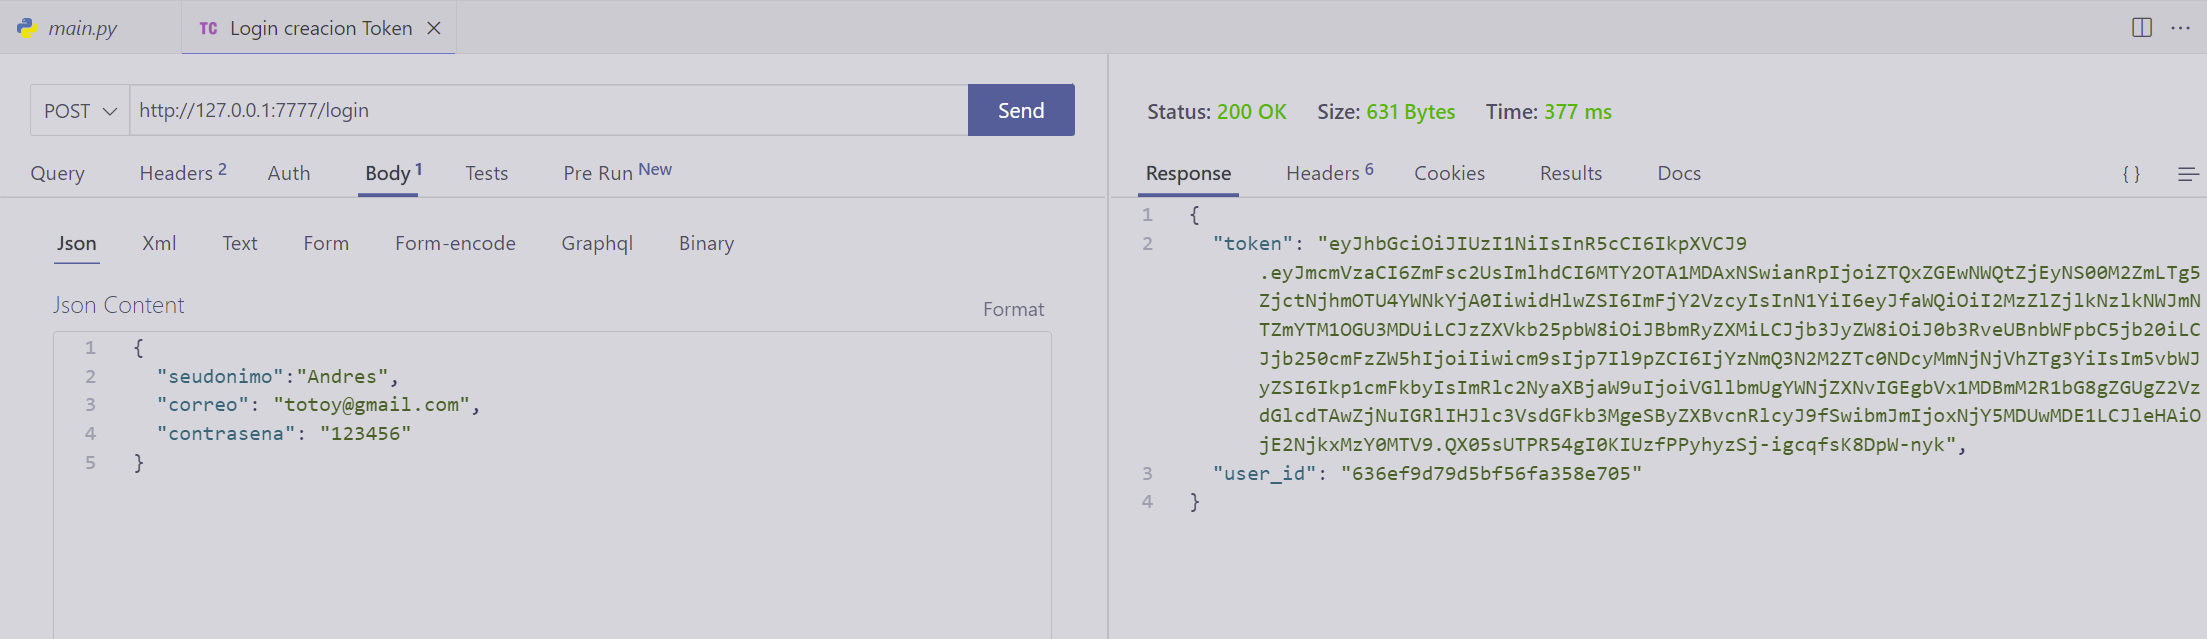 main.py
TC Login creacion Token
POST http://127.0.0.1:7777/login Send
Query Headers 2 Auth Body 1 Tests Pre Run New
Json Xml Text Form Form-encode Graphql Binary
Json Content
Format
1 {
2 "seudonimo":"Andres",
3 "correo": "totoy@gmail.com",
4 "contrasena": "123456"
5 }
Status: 200 OK Size: 631 Bytes Time: 377 ms
Response Headers 6 Cookies Results Docs { }
1 {
2 "token": "eyJhbGciOiJIUzI1NiIsInR5cCI6IkpXVCJ9
.eyJmcmVzaCI6ZmFsc2UsImlhdCI6MTY2OTA1MDAxNSwianRpIjoiZTQxZGEwNWQtZjEyNS00M2ZmLTg5
ZjctNjhmOTU4YWNkYjA0IiwidHlwZSI6ImFjY2VzcyIsInN1YiI6eyJfaWQiOiI2MzZlZjlkNzlkNWJmN
TZmYTM1OGU3MDUiLCJzZXVkb25pbW8iOiJBbmRyZXMiLCJjb3JyZW8iOiJ0b3RveUBnbWFpbC5jb20iLC
Jjb250cmFzZW5hIjoiIiwicm9sIjp7Il9pZCI6IjYzNmQ3N2M2ZTc0NDcyMmNjNjVhZTg3YiIsIm5vbWJ
yZSI6Ikp1cmFkbyIsImRlc2NyaXBjaW9uIjoiVGllbmUgYWNjZXNvIGEgbVx1MDBmM2R1bG8gZGUgZ2Vz
dGlcdTAwZjNuIGRlIHJlc3VsdGFkb3MgeSByZXBvcnRlcyJ9fSwibmJmIjoxNjY5MDUwMDE1LCJleHAiO
jE2NjkxMzY0MTV9.QX05sUTPR54gI0KIUzfPPyhyzSj-igcqfsK8DpW-nyk",
3 "user_id": "636ef9d79d5bf56fa358e705"
4 }